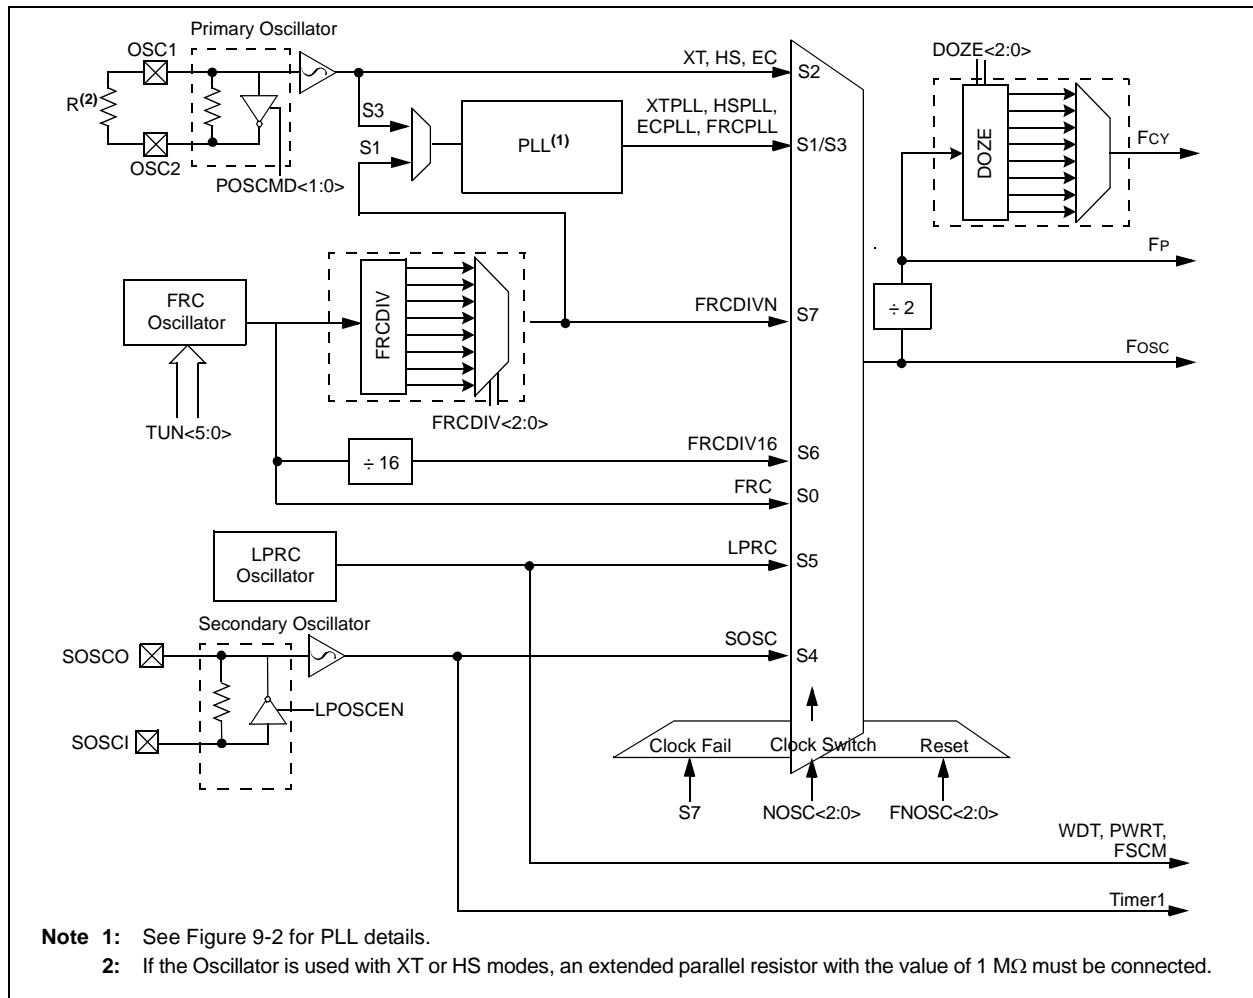 Primary Oscillator
OSC1
R(2)
OSC2
POSCMD<1:0>
S3
S1
PLL(1)
XT, HS, EC
S2
XTPLL, HSPLL,
ECPLL, FRCPLL
S1/S3
DOZE<2:0>
DOZE
FCY
FP
÷ 2
FOSC
FRC
Oscillator
TUN<5:0>
FRCDIV
FRCDIV<2:0>
FRCDIVN
S7
÷ 16
FRCDIV16
S6
FRC
S0
LPRC
Oscillator
LPRC
S5
Secondary Oscillator
SOSCO
SOSCI
LPOSCEN
SOSC
S4
Clock Fail
Clock Switch
Reset
S7
NOSC<2:0>
FNOSC<2:0>
WDT, PWRT,
FSCM
Timer1
Note 1: See Figure 9-2 for PLL details.
2: If the Oscillator is used with XT or HS modes, an extended parallel resistor with the value of 1 MΩ must be connected.